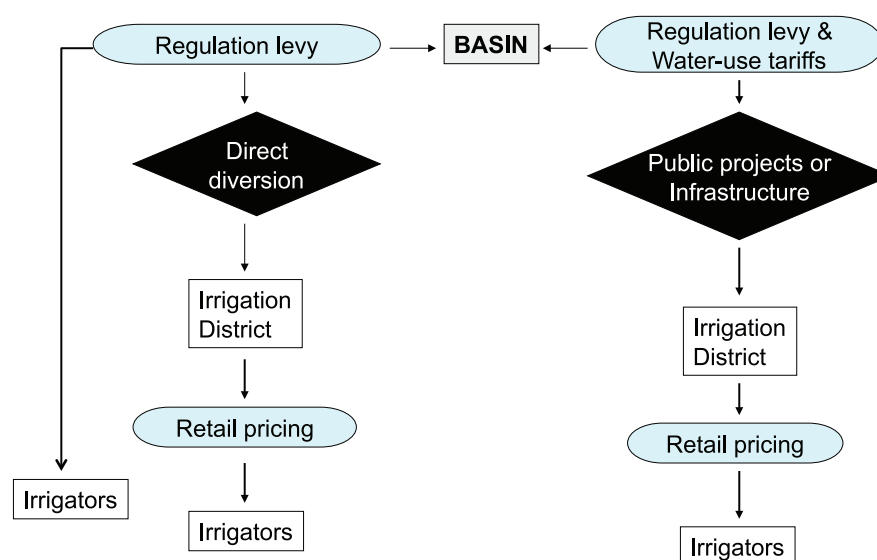 Regulation levy
BASIN
Regulation levy &
Water-use tariffs
Direct
diversion
Public projects or
Infrastructure
Irrigation
District
Irrigation
District
Retail pricing
Retail pricing
Irrigators
Irrigators
Irrigators